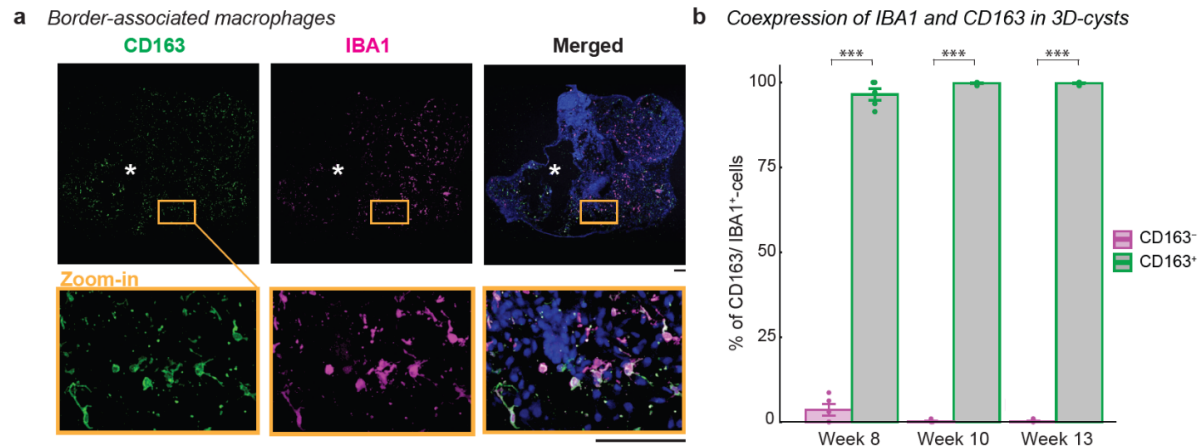 a Border-associated macrophages
CD163 IBA1 Merged
*
*
*
Zoom-in
b Coexpression of IBA1 and CD163 in 3D-cysts
*** *** ***
% of CD163/ IBA1⁺-cells
100
75
50
25
0
Week 8 Week 10 Week 13
CD163⁻
CD163⁺